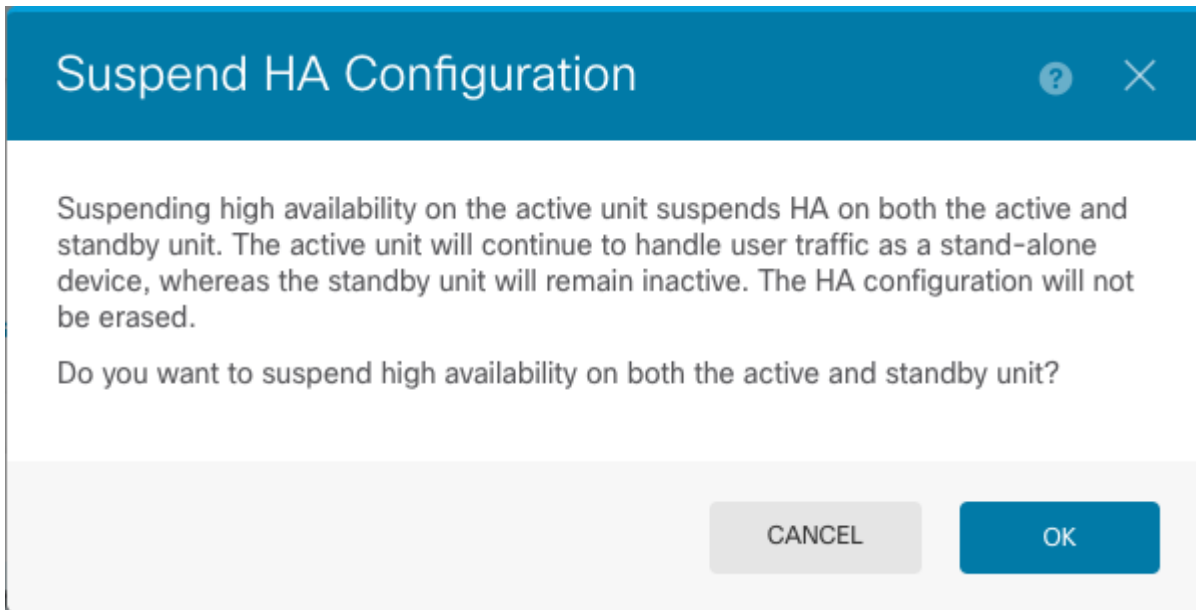 Suspend HA Configuration
?
Suspending high availability on the active unit suspends HA on both the active and
standby unit. The active unit will continue to handle user traffic as a stand-alone
device, whereas the standby unit will remain inactive. The HA configuration will not
be erased.
Do you want to suspend high availability on both the active and standby unit?
CANCEL
OK